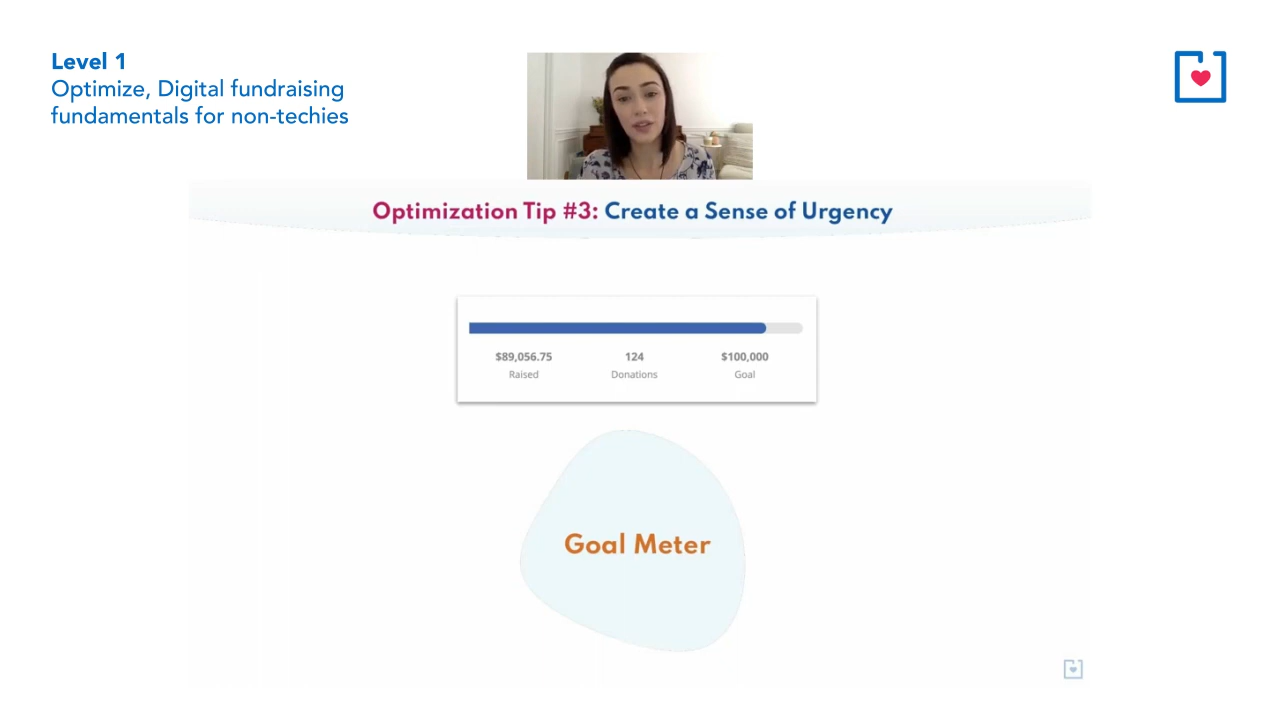 Level 1
Optimize, Digital fundraising
fundamentals for non-techies
Optimization Tip #3: Create a Sense of Urgency
$89,056.75 124 $100,000
Raised Donations Goal
Goal Meter